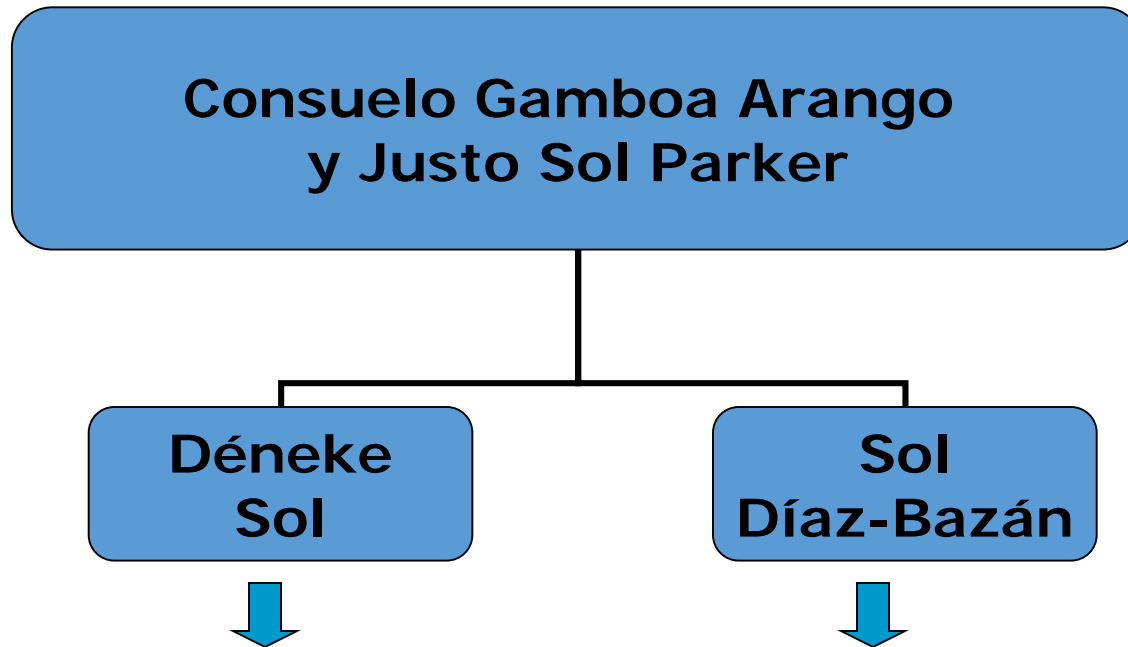 Consuelo Gamboa Arango
y Justo Sol Parker
Déneke
Sol
Sol
Díaz-Bazán